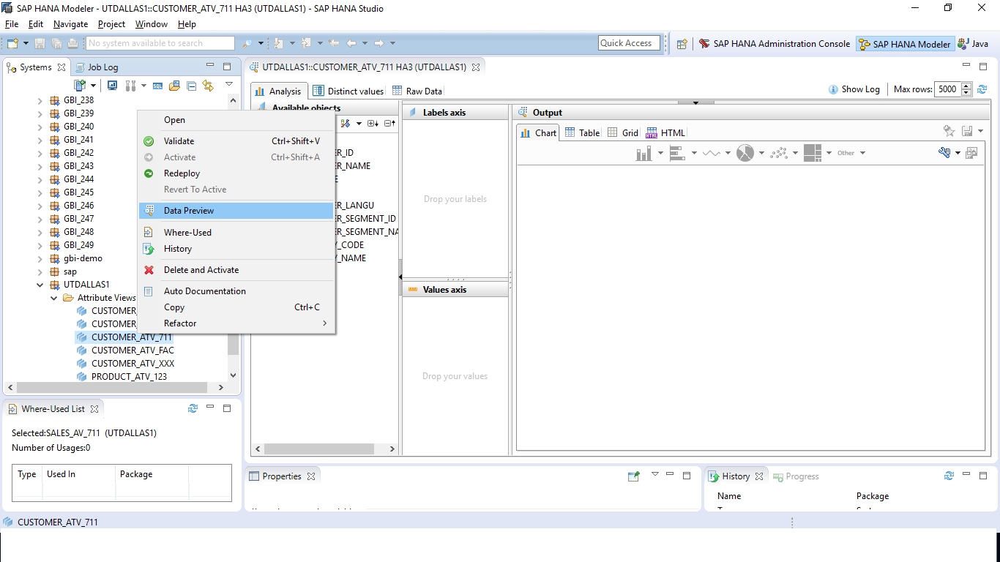 SAP HANA Modeler - UTDALLAS1::CUSTOMER_ATV_711 HA3 (UTDALLAS1) - SAP HANA Studio
File Edit Navigate Project Window Help
No system available to search
Quick Access
SAP HANA Administration Console
SAP HANA Modeler
Java
Systems
Job Log
GBI_238
GBI_239
GBI_240
GBI_241
GBI_242
GBI_243
GBI_244
GBI_245
GBI_246
GBI_247
GBI_248
GBI_249
gbi-demo
sap
UTDALLAS1
Attribute Views
CUSTOMER_
CUSTOMER_
CUSTOMER_ATV_711
CUSTOMER_ATV_FAC
CUSTOMER_ATV_XXX
PRODUCT_ATV_123
Open
Validate Ctrl+Shift+V
Activate Ctrl+Shift+A
Redeploy
Revert To Active
Data Preview
Where-Used
History
Delete and Activate
Auto Documentation
Copy Ctrl+C
Refactor
UTDALLAS1::CUSTOMER_ATV_711 HA3 (UTDALLAS1)
Analysis
Distinct values
Raw Data
Show Log
Max rows: 5000
Available objects
ER_ID
ER_NAME
E
ER_LANGU
ER_SEGMENT_ID
ER_SEGMENT_NA
Y_CODE
Y_NAME
Labels axis
Drop your labels
Values axis
Drop your values
Output
Chart
Table
Grid
HTML
Other
Where-Used List
Selected:SALES_AV_711 (UTDALLAS1)
Number of Usages:0
Type Used In Package
Properties
History
Progress
Name Package
CUSTOMER_ATV_711